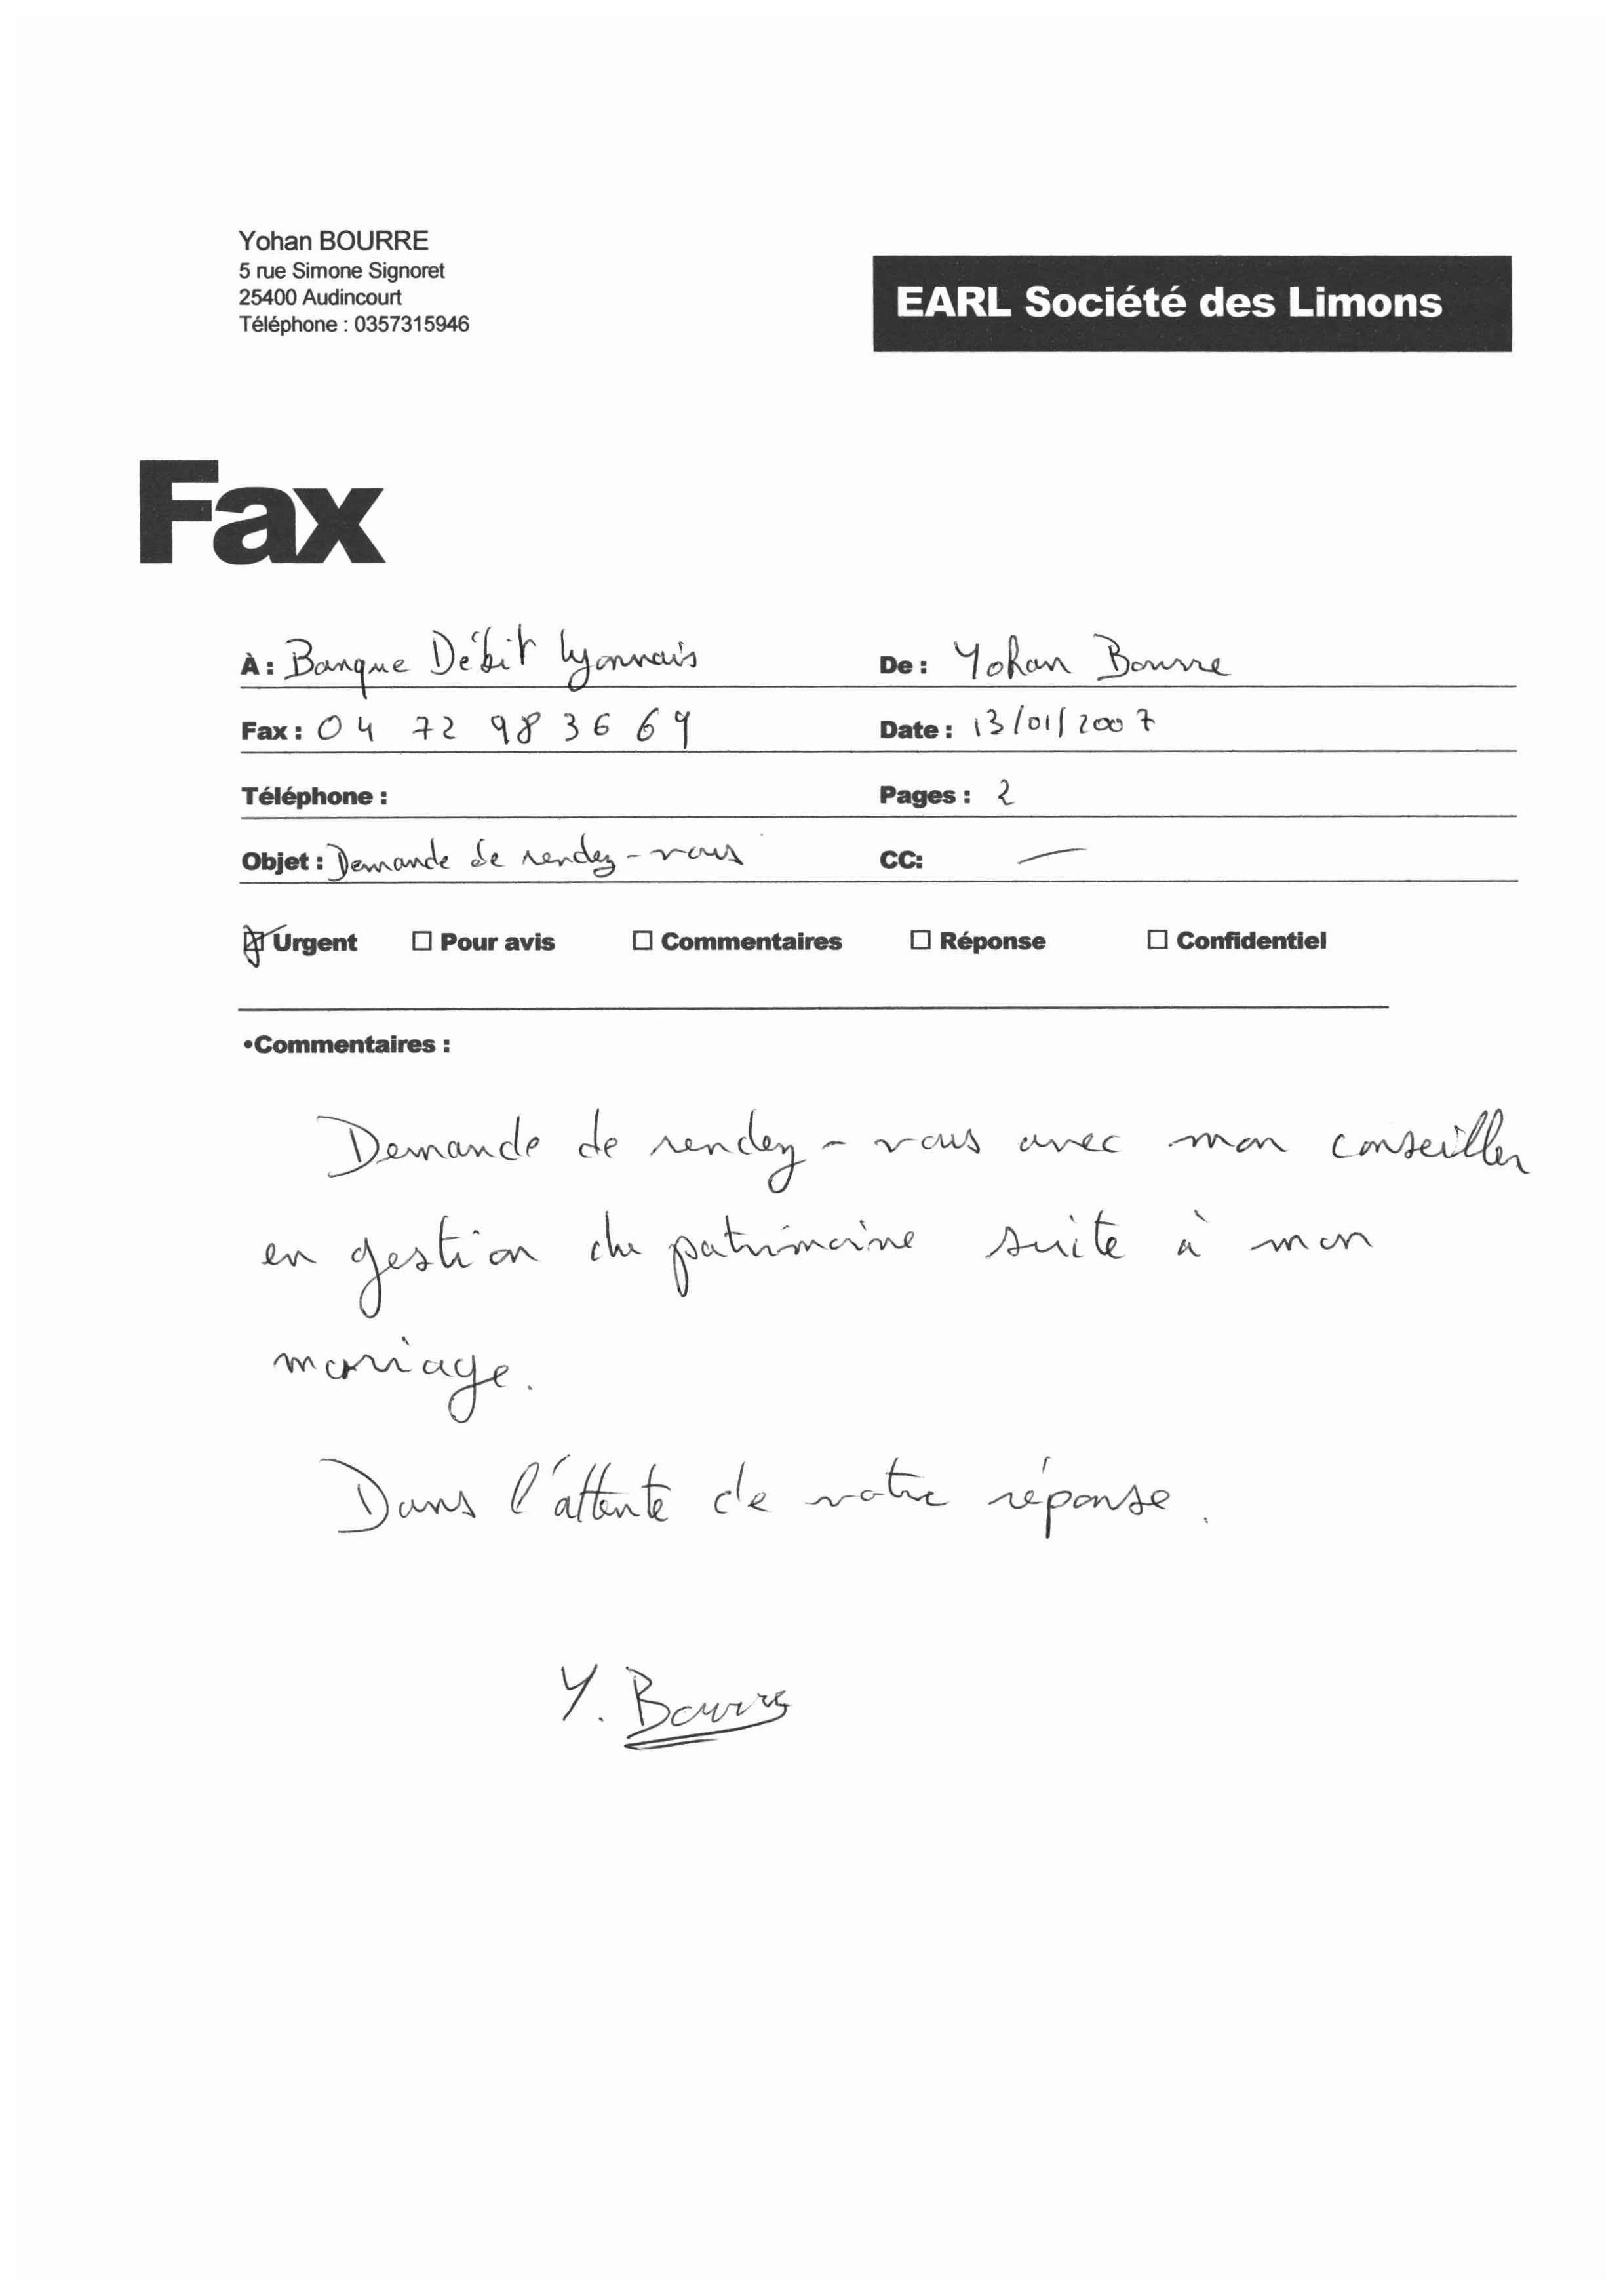 Yohan BOURRE
5 rue Simone Signoret
25400 Audincourt
Téléphone : 0357315946
EARL Société des Limons
Fax
À : Banque Débit Lyonnais
De : Yohan Bourre
Fax : 04 72 98 36 69
Date : 13/01/2007
Téléphone :
Pages : 2
Objet : Demande de rendez-vous
CC: —
Urgent
Pour avis
Commentaires
Réponse
Confidentiel
•Commentaires :
Demande de rendez-vous avec mon conseiller
en gestion du patrimoine suite à mon
mariage.
Dans l'attente de votre réponse.
Y. Bourre